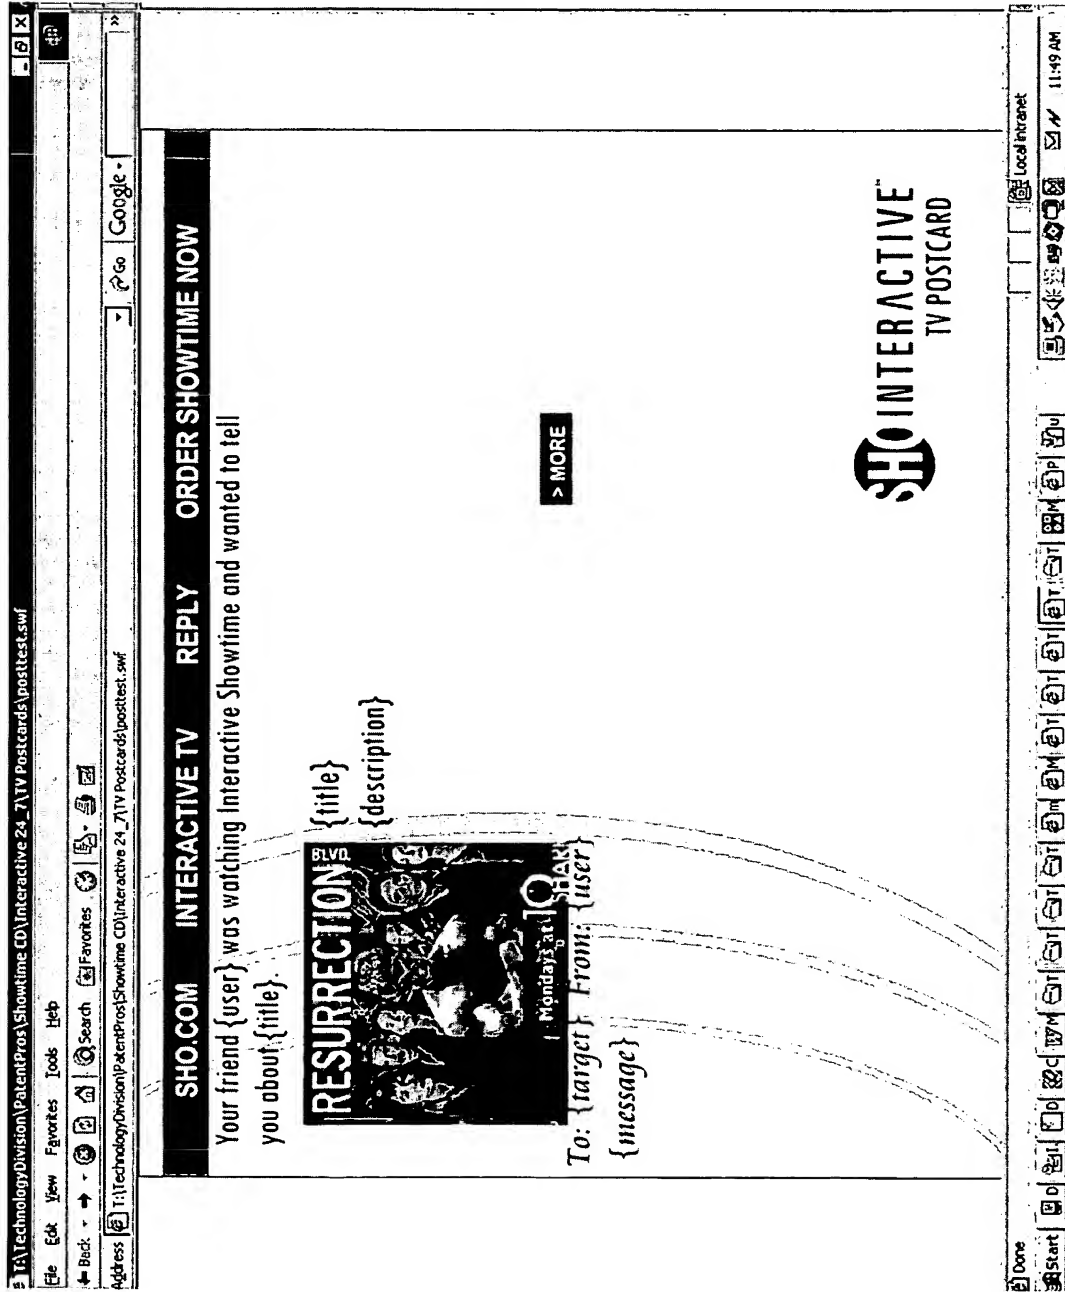 T:\TechnologyDivision\PatentPros\Showtime CD\Interactive 24_7\TV Postcards\posttest.swf
File Edit View Favorites Tools Help
Back Search Favorites
Address T:\TechnologyDivision\PatentPros\Showtime CD\Interactive 24_7\TV Postcards\posttest.swf Go Google
SHO.COM INTERACTIVE TV REPLY ORDER SHOWTIME NOW
Your friend {user} was watching Interactive Showtime and wanted to tell
you about {title}.
RESURRECTION BLVD.
{title}
{description}
Mondays at 10
To: {target} From: {user}
{message}
> MORE
SHO INTERACTIVE
TV POSTCARD
Done Local intranet
Start 11:49 AM